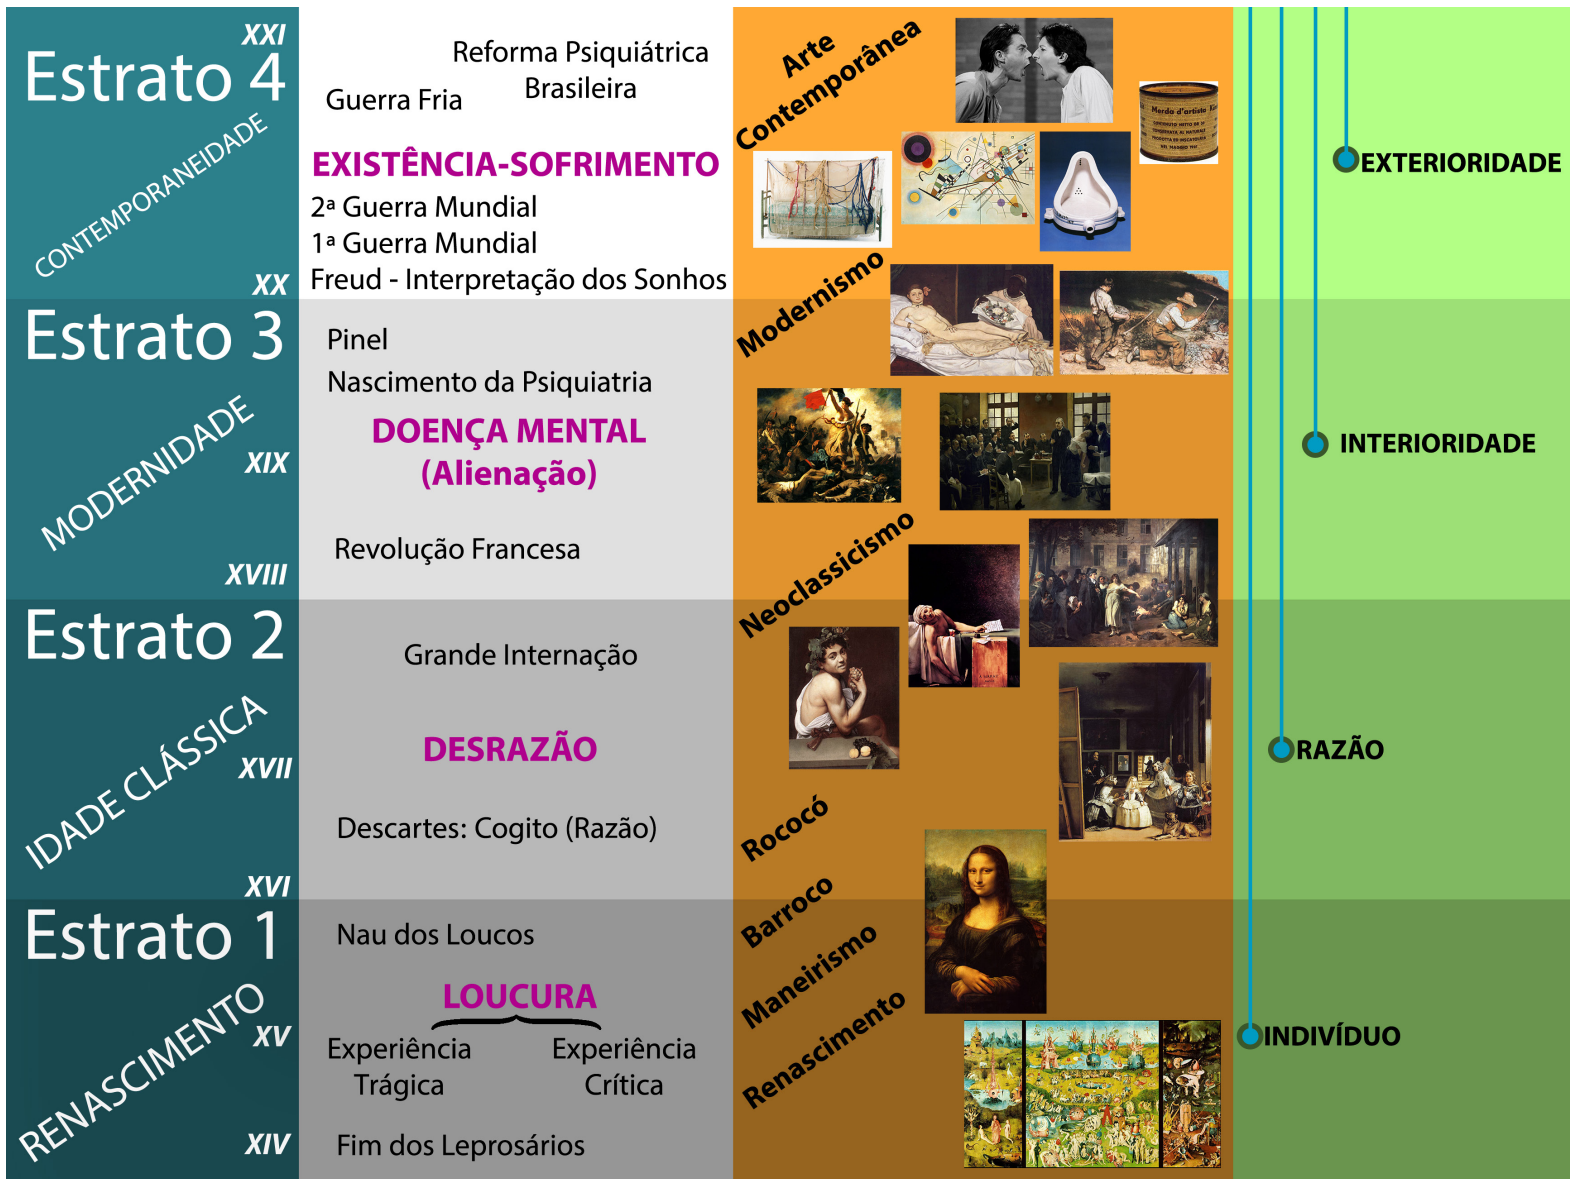 XXI
Estrato 4
CONTEMPORANEIDADE
XX
Reforma Psiquiátrica
Brasileira
Guerra Fria
EXISTÊNCIA-SOFRIMENTO
2ª Guerra Mundial
1ª Guerra Mundial
Freud - Interpretação dos Sonhos
Arte
Contemporânea
Merda d'artista
Modernismo
EXTERIORIDADE
Estrato 3
MODERNIDADE
XIX
XVIII
Pinel
Nascimento da Psiquiatria
DOENÇA MENTAL
(Alienação)
Revolução Francesa
Neoclassicismo
INTERIORIDADE
Estrato 2
IDADE CLÁSSICA
XVII
XVI
Grande Internação
DESRAZÃO
Descartes: Cogito (Razão)
Rococó
Barroco
RAZÃO
Estrato 1
RENASCIMENTO
XV
XIV
Nau dos Loucos
LOUCURA
Experiência
Trágica
Experiência
Crítica
Fim dos Leprosários
Maneirismo
Renascimento
INDIVÍDUO